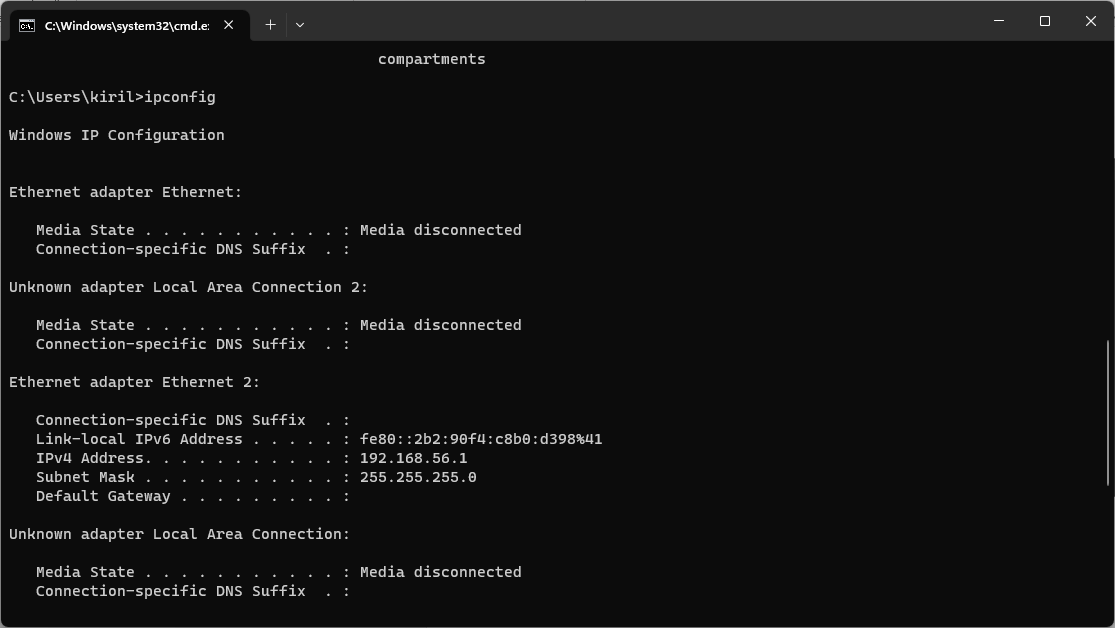 C:\Windows\system32\cmd.e
compartments
C:\Users\kiril>ipconfig
Windows IP Configuration
Ethernet adapter Ethernet:
   Media State . . . . . . . . . . . : Media disconnected
   Connection-specific DNS Suffix  . :
Unknown adapter Local Area Connection 2:
   Media State . . . . . . . . . . . : Media disconnected
   Connection-specific DNS Suffix  . :
Ethernet adapter Ethernet 2:
   Connection-specific DNS Suffix  . :
   Link-local IPv6 Address . . . . . : fe80::2b2:90f4:c8b0:d398%41
   IPv4 Address. . . . . . . . . . . : 192.168.56.1
   Subnet Mask . . . . . . . . . . . : 255.255.255.0
   Default Gateway . . . . . . . . . :
Unknown adapter Local Area Connection:
   Media State . . . . . . . . . . . : Media disconnected
   Connection-specific DNS Suffix  . :